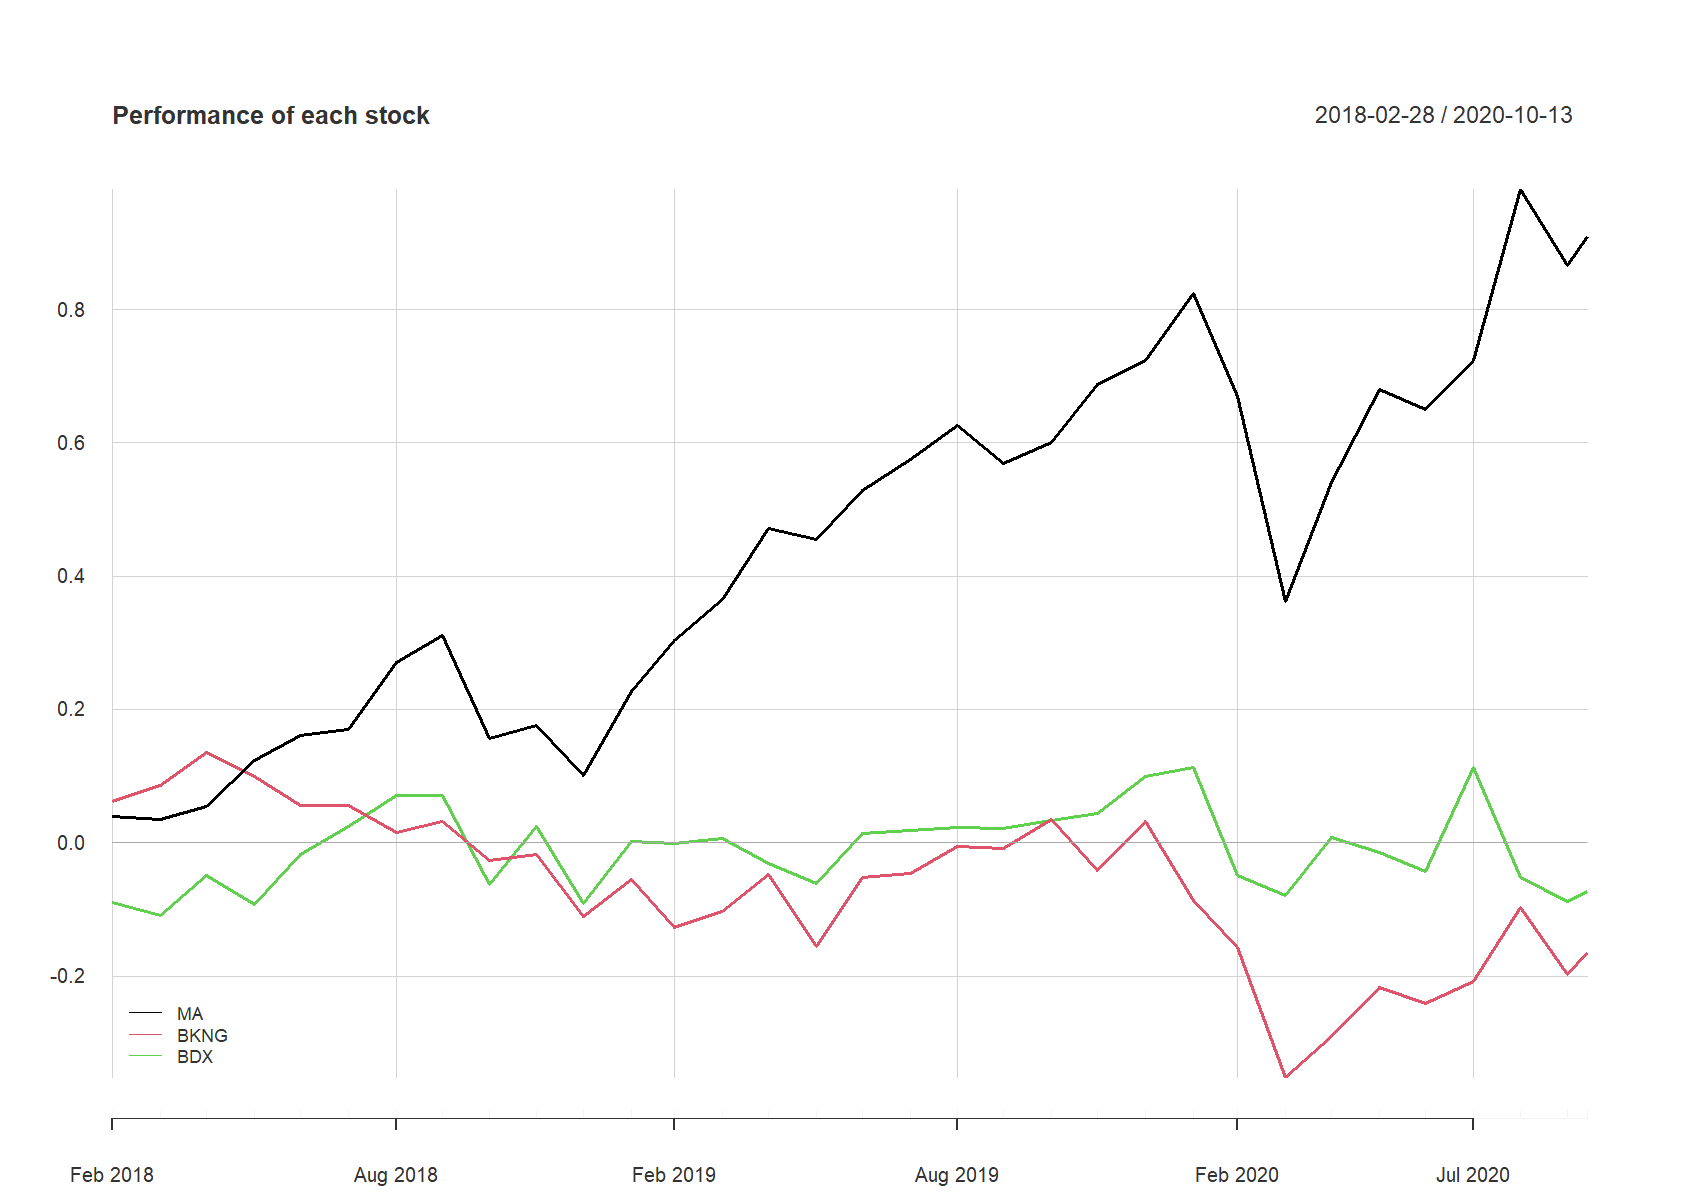 Performance of each stock
2018-02-28 / 2020-10-13
0.8
0.6
0.4
0.2
0.0
-0.2
MA
BKNG
BDX
Feb 2018
Aug 2018
Feb 2019
Aug 2019
Feb 2020
Jul 2020